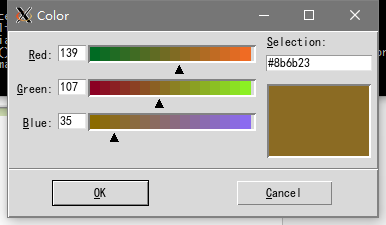 Color
Red: 139
Green: 107
Blue: 35
Selection:
#8b6b23
OK
Cancel